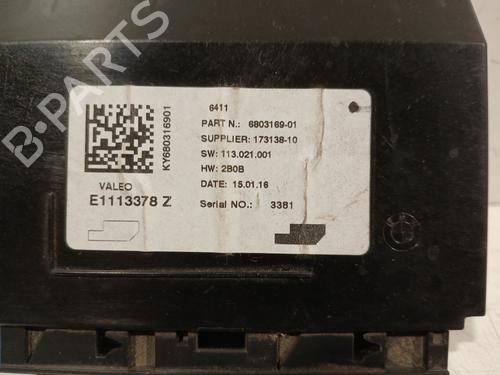 B-PARTS
6411
PART N.: 6803169-01
SUPPLIER: 173138-10
SW: 113.021.001
HW: 2B0B
DATE: 15.01.16
Serial NO.: 3381
KY680316901
VALEO
E1113378 Z
BMW